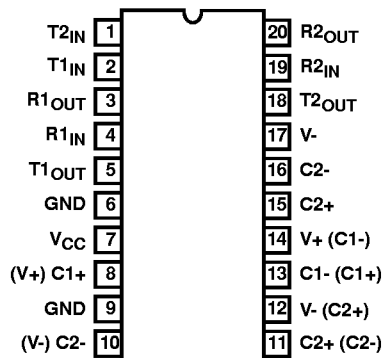 T2IN 1 20 R2OUT
T1IN 2 19 R2IN
R1OUT 3 18 T2OUT
R1IN 4 17 V-
T1OUT 5 16 C2-
GND 6 15 C2+
VCC 7 14 V+ (C1-)
(V+) C1+ 8 13 C1- (C1+)
GND 9 12 V- (C2+)
(V-) C2- 10 11 C2+ (C2-)